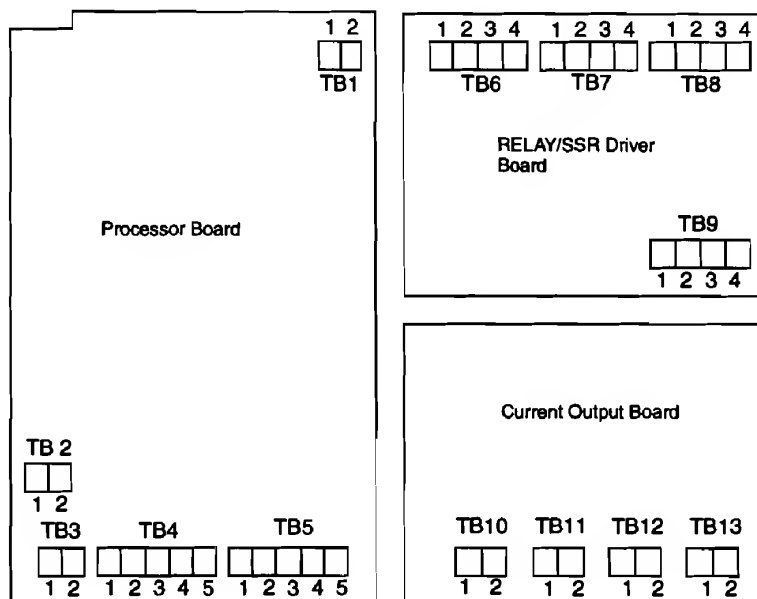 1 2
TB1
Processor Board
TB 2
1 2
TB3 TB4 TB5
1 2 1 2 3 4 5 1 2 3 4 5
1 2 3 4 1 2 3 4 1 2 3 4
TB6 TB7 TB8
RELAY/SSR Driver
Board
TB9
1 2 3 4
Current Output Board
TB10 TB11 TB12 TB13
1 2 1 2 1 2 1 2